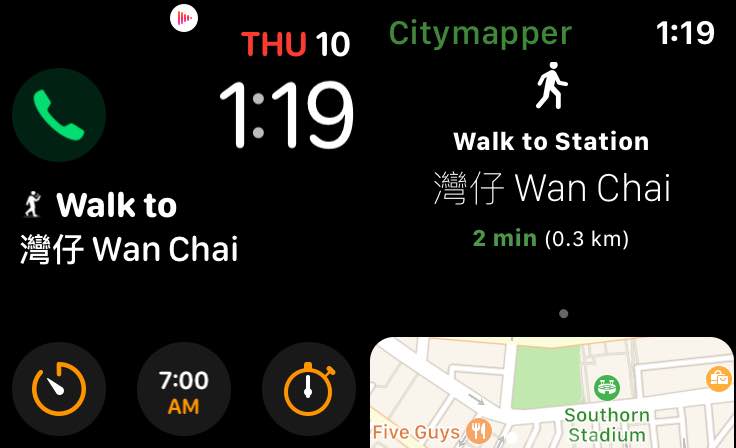 THU 10
1:19
Walk to
灣仔 Wan Chai
7:00
AM
Citymapper 1:19
Walk to Station
灣仔 Wan Chai
2 min (0.3 km)
Southorn
Stadium
Five Guys